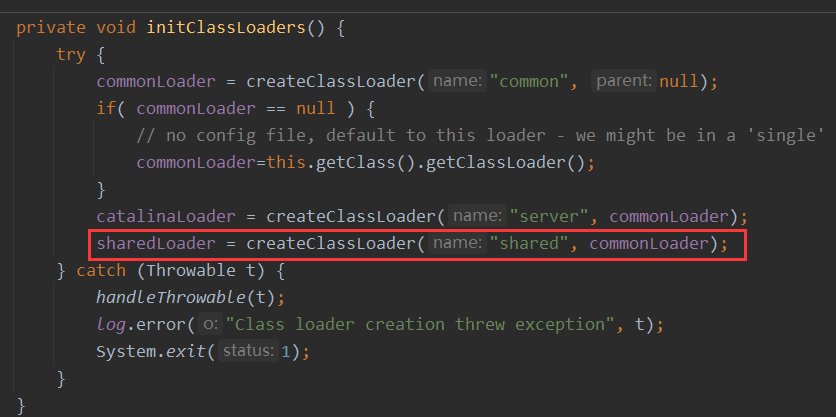 private void initClassLoaders() {
try {
commonLoader = createClassLoader( name: "common", parent: null);
if( commonLoader == null ) {
// no config file, default to this loader - we might be in a 'single'
commonLoader=this.getClass().getClassLoader();
}
catalinaLoader = createClassLoader( name: "server", commonLoader);
sharedLoader = createClassLoader( name: "shared", commonLoader);
} catch (Throwable t) {
handleThrowable(t);
log.error( o: "Class loader creation threw exception", t);
System.exit( status: 1);
}
}